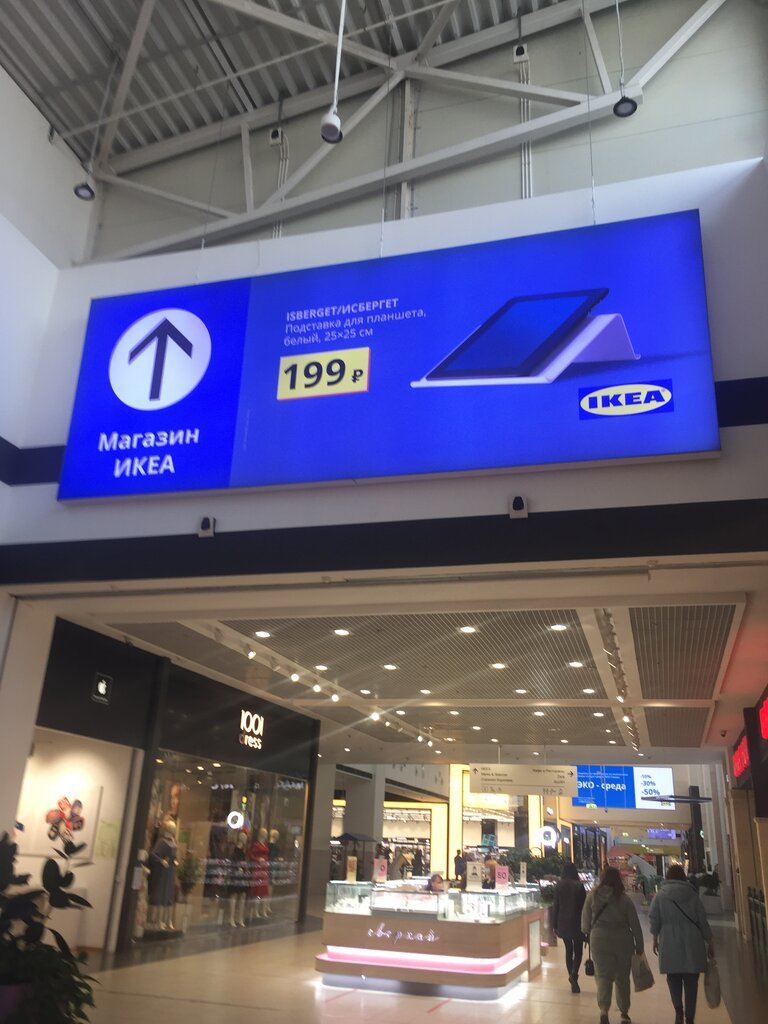 Магазин
ИКЕА
ISBERGET/ИСБЕРГЕТ
Подставка для планшета,
белый, 25×25 см
199 ₽
IKEA
1001
dress
сверкай
ЭКО - среда
-10%
-30%
-50%